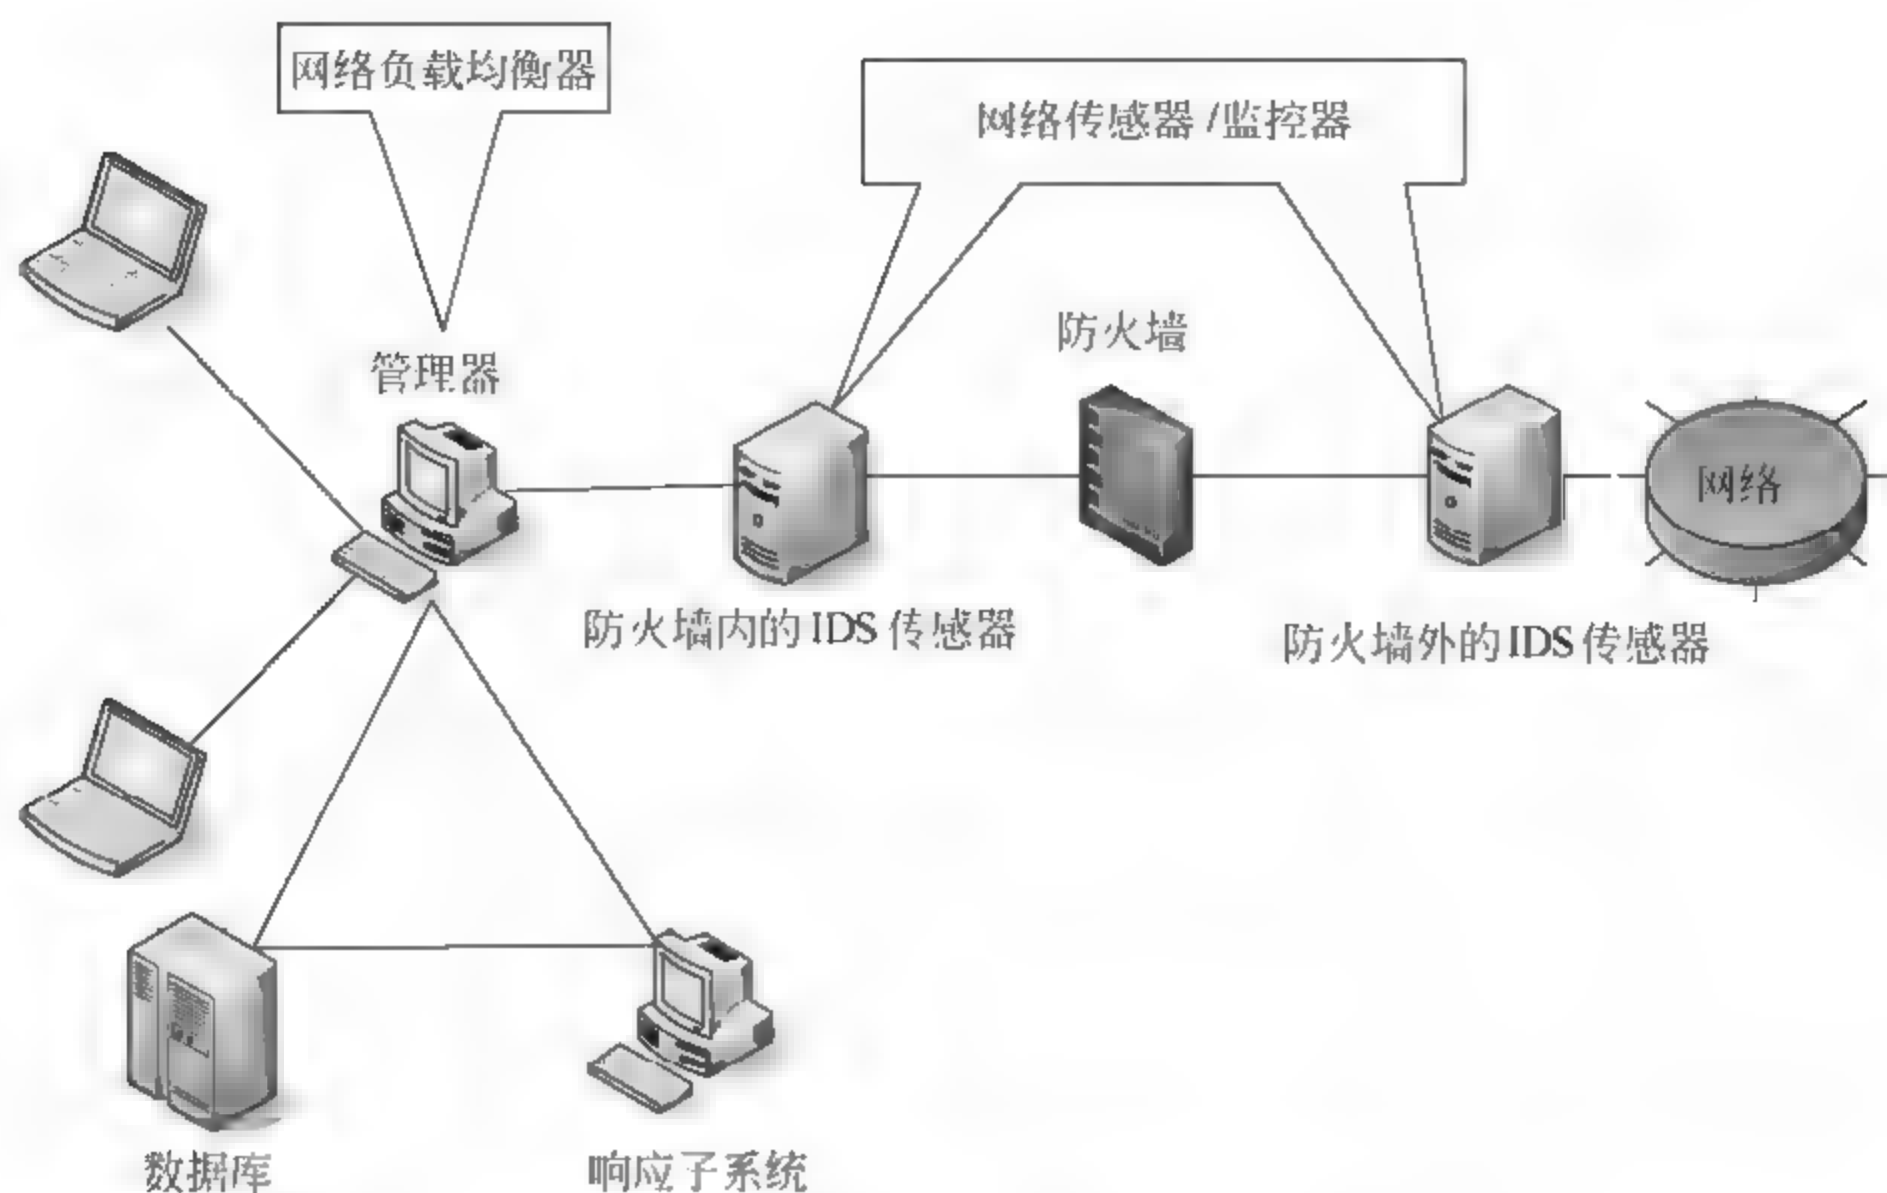 网络负载均衡器
网络传感器/监控器
防火墙
管理器
网络
防火墙内的IDS传感器
防火墙外的IDS传感器
数据库
响应子系统